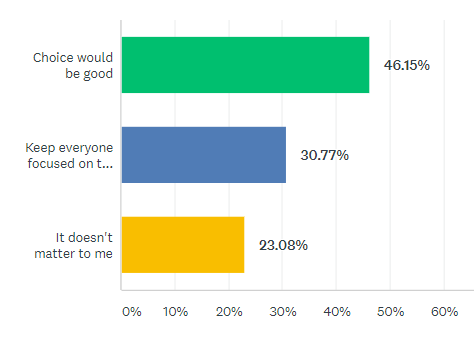 Choice would
be good
46.15%
Keep everyone
focused on t...
30.77%
It doesn't
matter to me
23.08%
0% 10% 20% 30% 40% 50% 60%